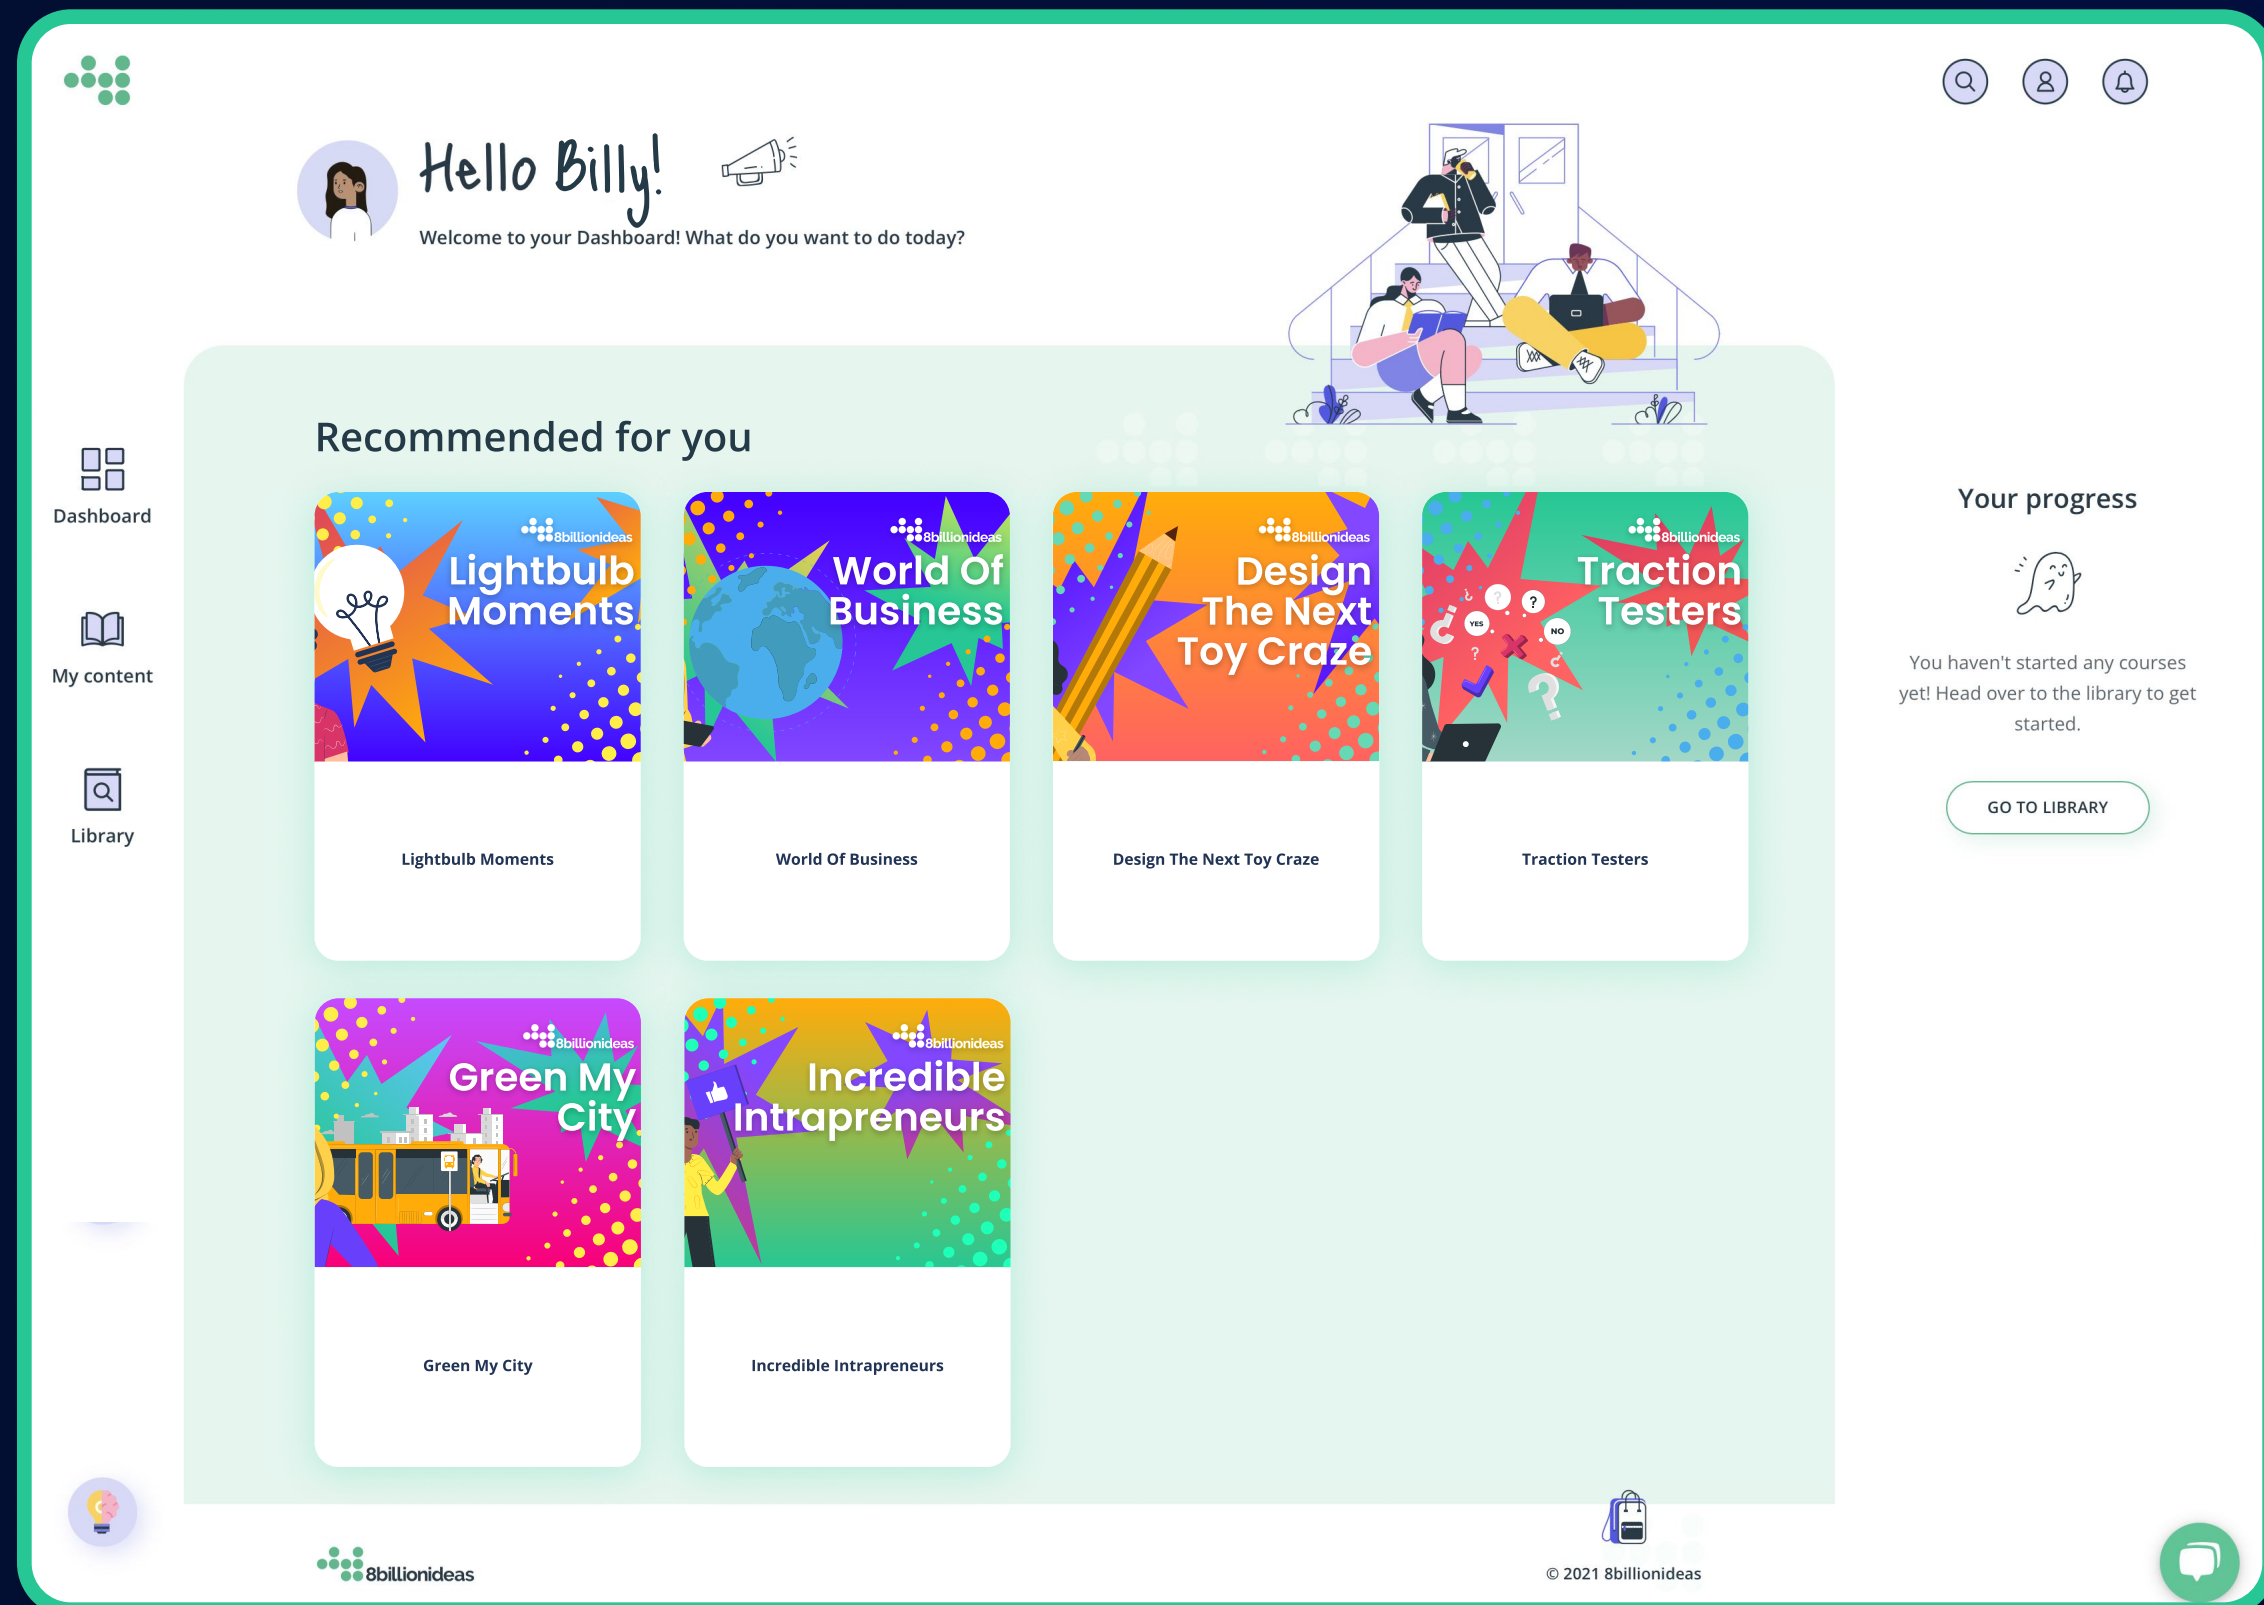 Hello Billy!
Welcome to your Dashboard! What do you want to do today?
Dashboard
My content
Library
Recommended for you
8billionideas
Lightbulb
Moments
Lightbulb Moments
8billionideas
World Of
Business
World Of Business
8billionideas
Design
The Next
Toy Craze
Design The Next Toy Craze
8billionideas
Traction
Testers
?
?
YES
NO
?
?
Traction Testers
8billionideas
Green My
City
Green My City
8billionideas
Incredible
Intrapreneurs
Incredible Intrapreneurs
Your progress
You haven't started any courses
yet! Head over to the library to get
started.
GO TO LIBRARY
8billionideas
© 2021 8billionideas